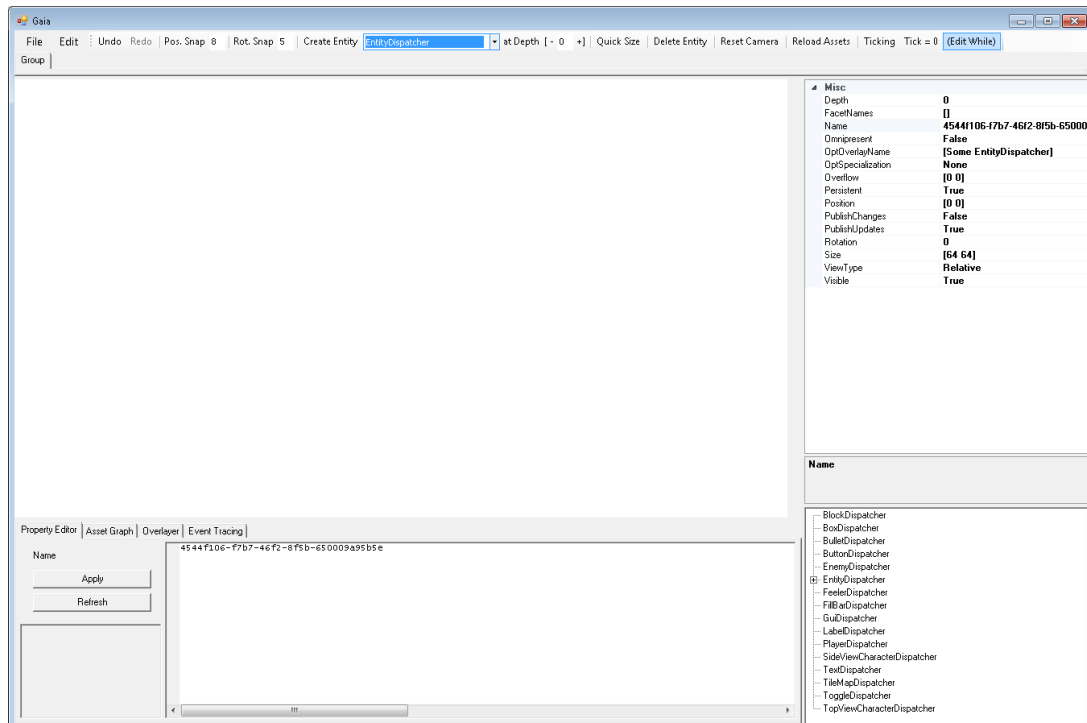 Gaia
File Edit Undo Redo Pos. Snap 8 Rot. Snap 5 Create Entity EntityDispatcher at Depth [ - 0 +] Quick Size Delete Entity Reset Camera Reload Assets Ticking Tick = 0 (Edit While)
Group
Misc
Depth 0
FacetNames []
Name 4544f106-f7b7-46f2-8f5b-65000
Omnipresent False
OptOverlayName [Some EntityDispatcher]
OptSpecialization None
Overflow [0 0]
Persistent True
Position [0 0]
PublishChanges False
PublishUpdates True
Rotation 0
Size [64 64]
ViewType Relative
Visible True
Name
Property Editor Asset Graph Overlayer Event Tracing
Name
Apply
Refresh
4544f106-f7b7-46f2-8f5b-650009a95b5e
BlockDispatcher
BoxDispatcher
BulletDispatcher
ButtonDispatcher
EnemyDispatcher
EntityDispatcher
FeelerDispatcher
FillBarDispatcher
GuiDispatcher
LabelDispatcher
PlayerDispatcher
SideViewCharacterDispatcher
TextDispatcher
TileMapDispatcher
ToggleDispatcher
TopViewCharacterDispatcher